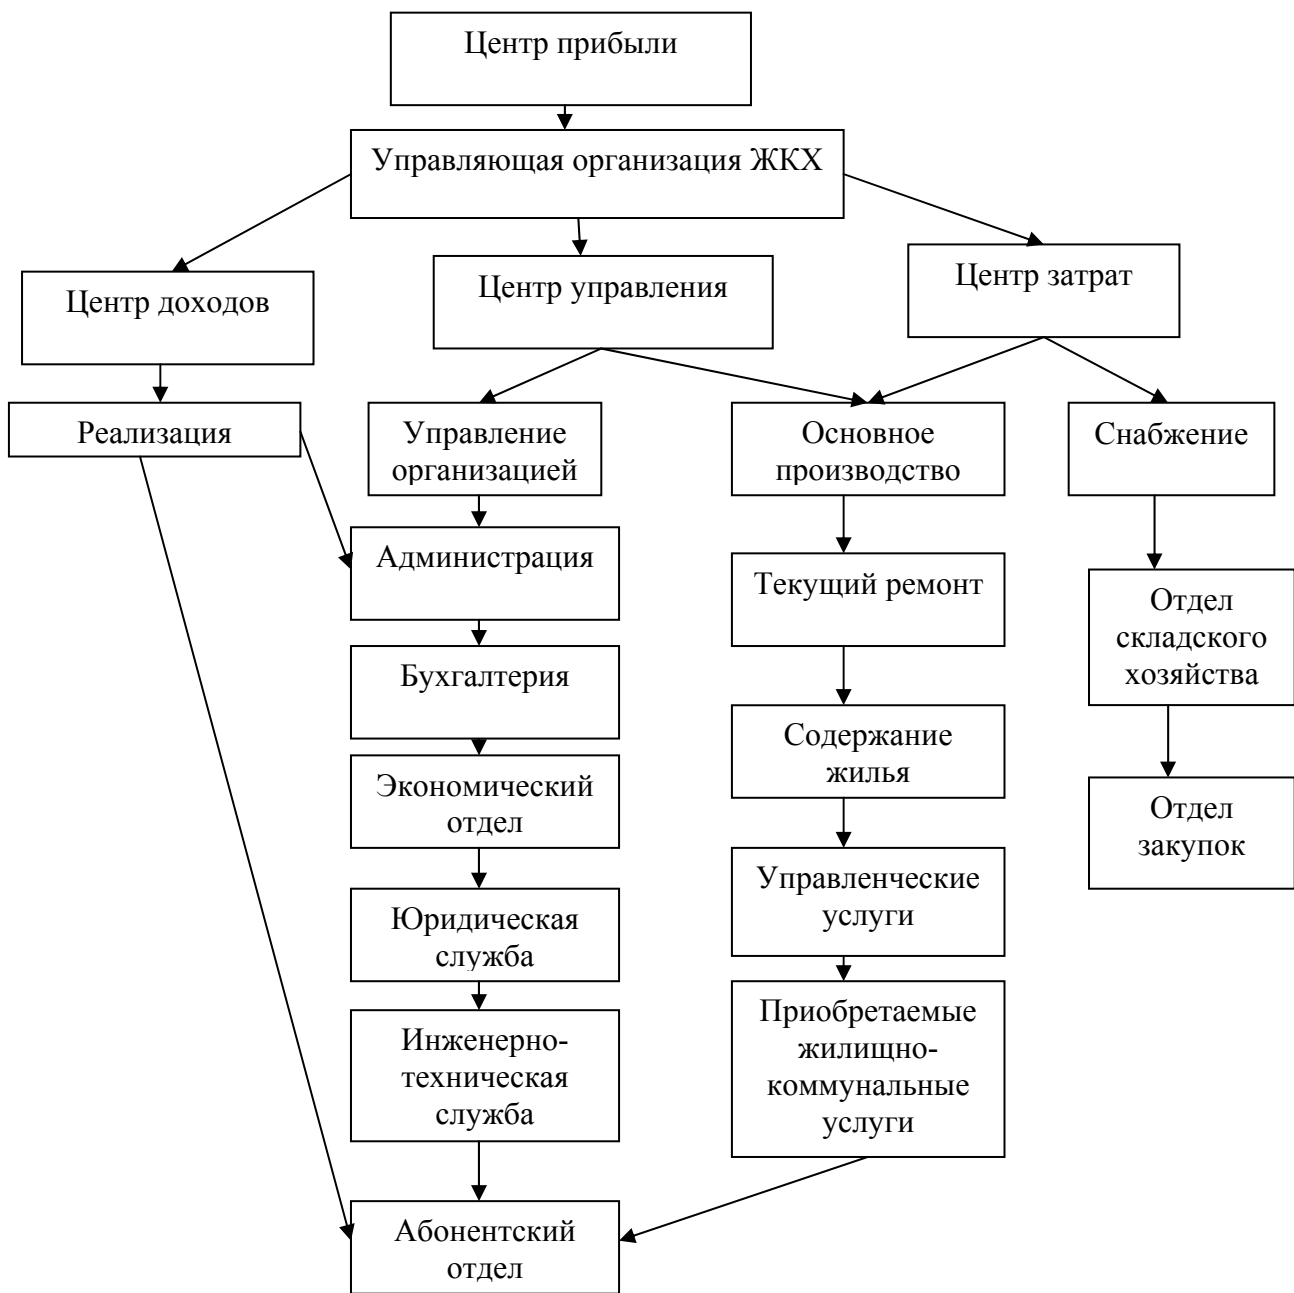 Центр прибыли
Управляющая организация ЖКХ
Центр доходов
Центр управления
Центр затрат
Реализация
Управление
организацией
Основное
производство
Снабжение
Администрация
Текущий ремонт
Отдел
складского
хозяйства
Бухгалтерия
Содержание
жилья
Экономический
отдел
Отдел
закупок
Управленческие
услуги
Юридическая
служба
Инженерно-
техническая
служба
Приобретаемые
жилищно-
коммунальные
услуги
Абонентский
отдел